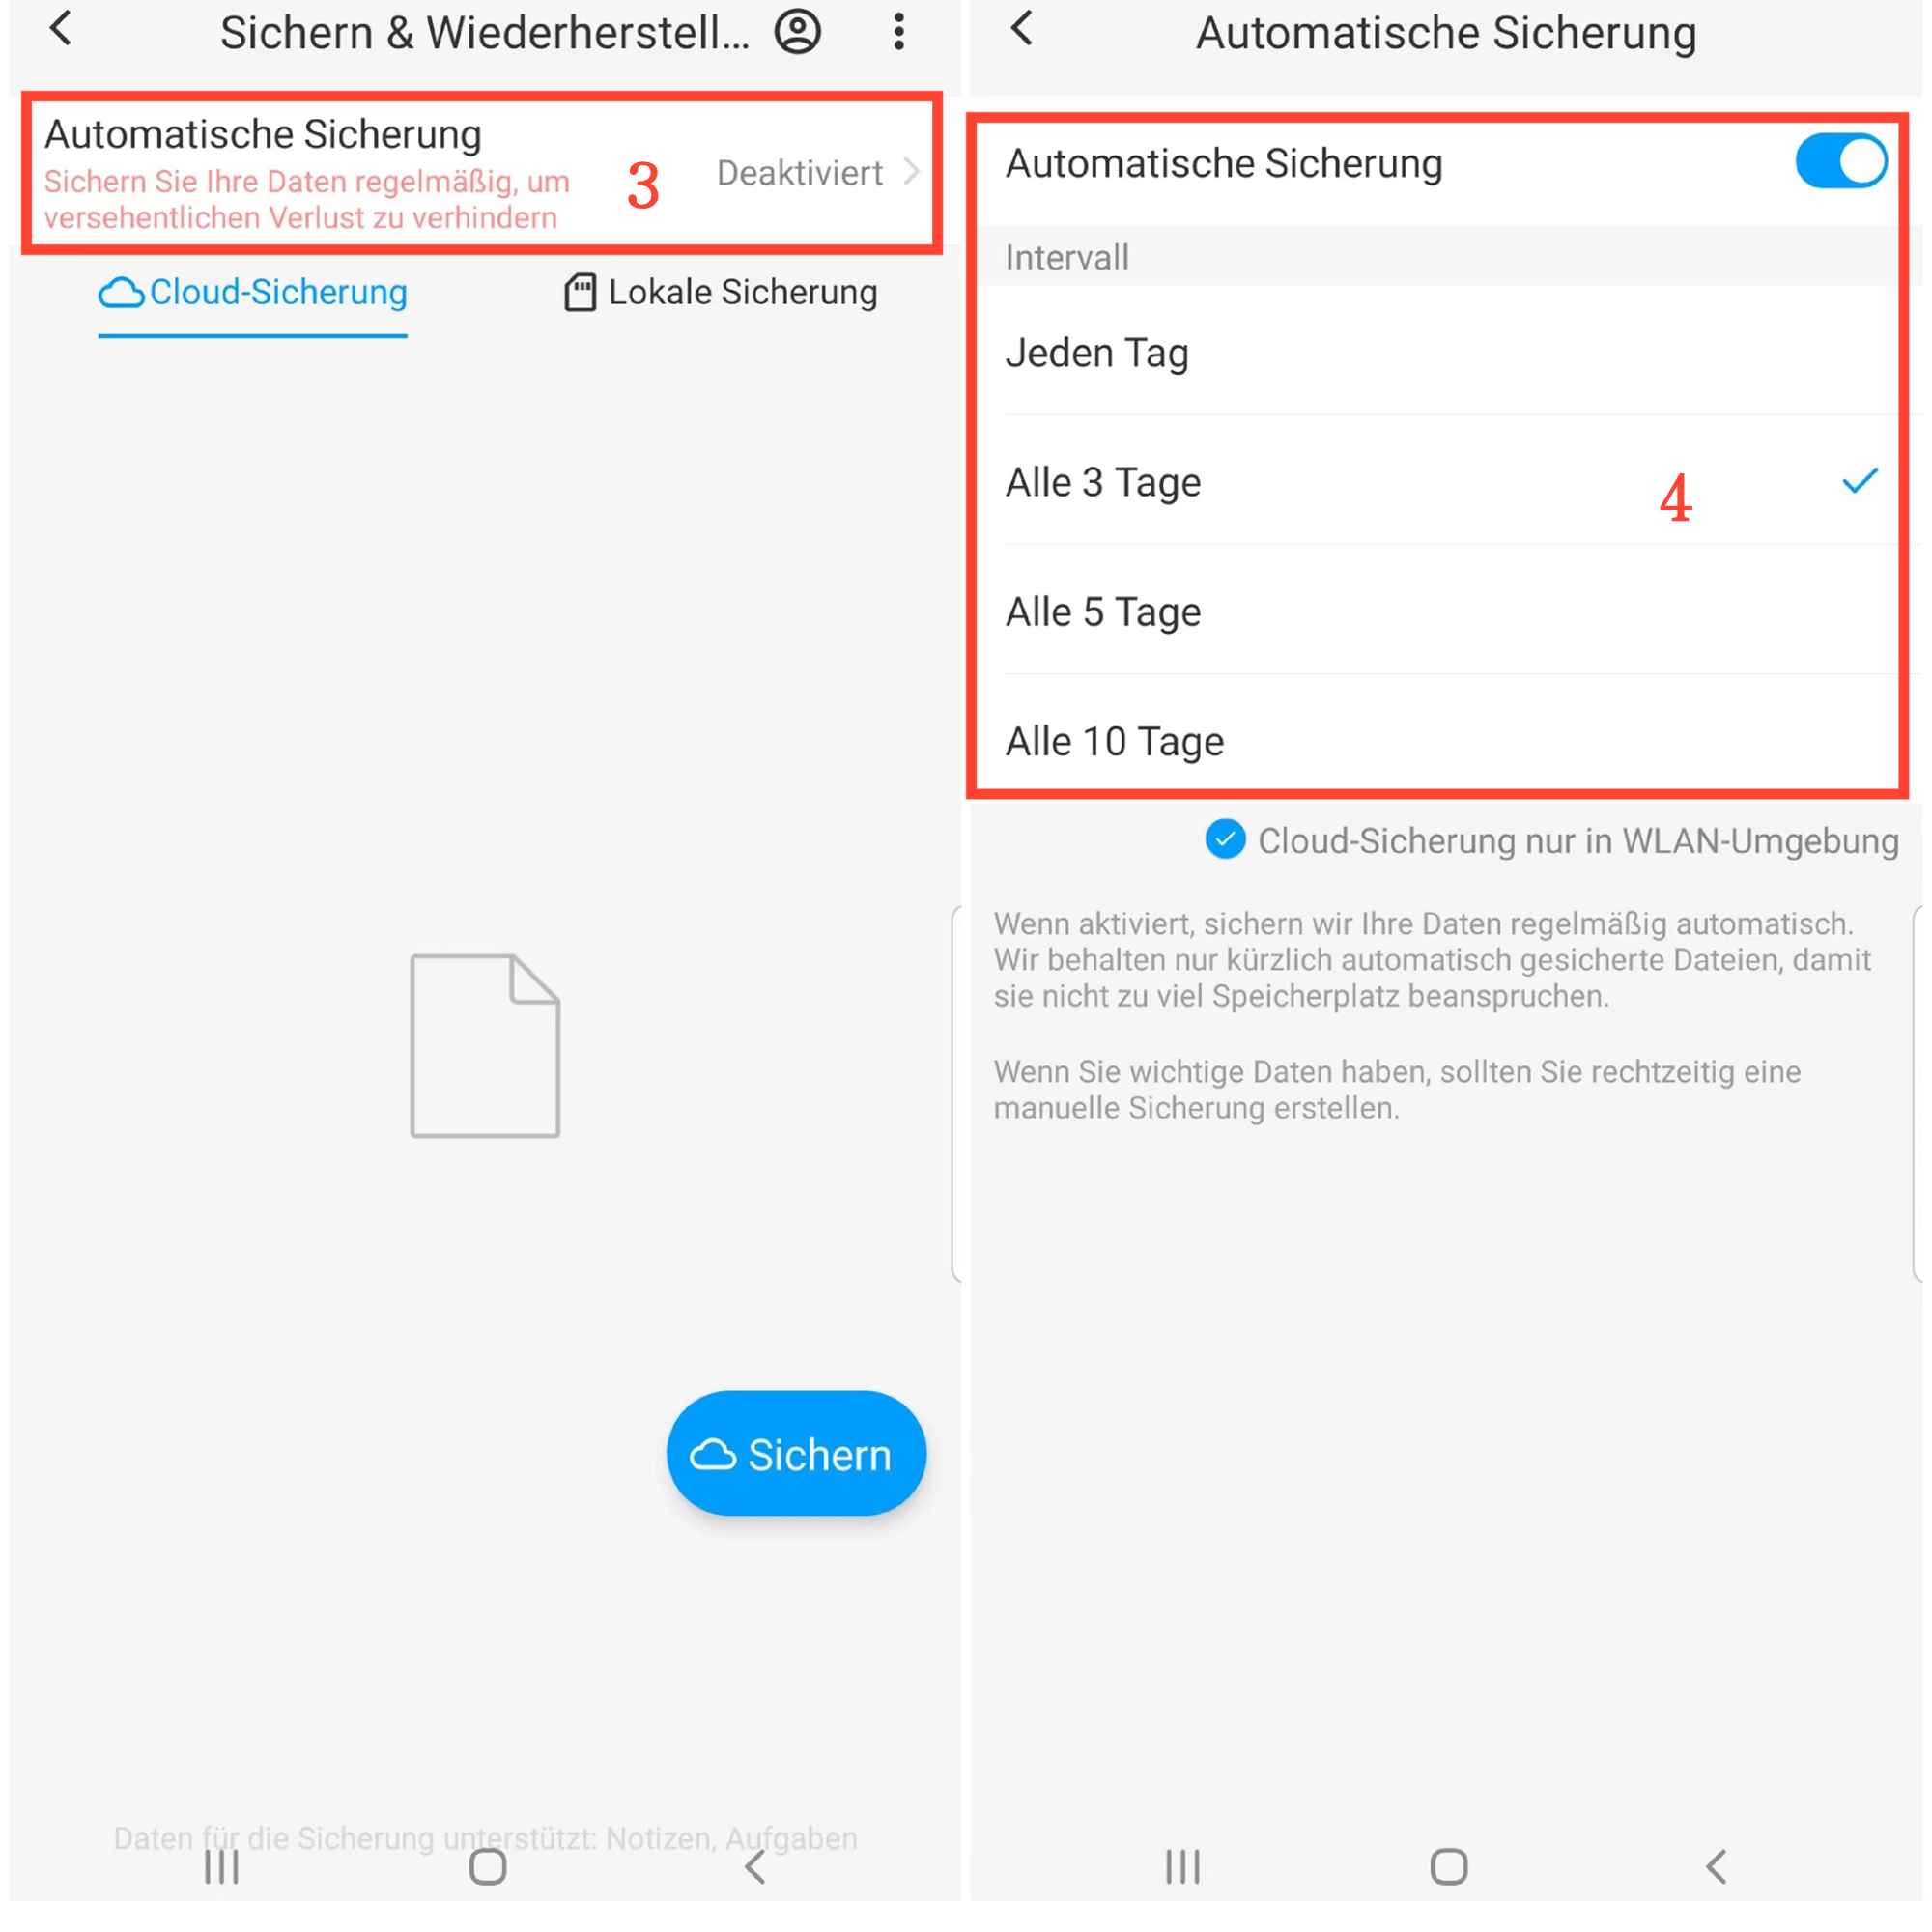 Sichern & Wiederherstell...
Automatische Sicherung
Sichern Sie Ihre Daten regelmäßig, um
versehentlichen Verlust zu verhindern
3
Deaktiviert
Cloud-Sicherung
Lokale Sicherung
Sichern
Daten für die Sicherung unterstützt: Notizen, Aufgaben
Automatische Sicherung
Automatische Sicherung
Intervall
Jeden Tag
Alle 3 Tage
4
Alle 5 Tage
Alle 10 Tage
Cloud-Sicherung nur in WLAN-Umgebung
Wenn aktiviert, sichern wir Ihre Daten regelmäßig automatisch.
Wir behalten nur kürzlich automatisch gesicherte Dateien, damit
sie nicht zu viel Speicherplatz beanspruchen.
Wenn Sie wichtige Daten haben, sollten Sie rechtzeitig eine
manuelle Sicherung erstellen.